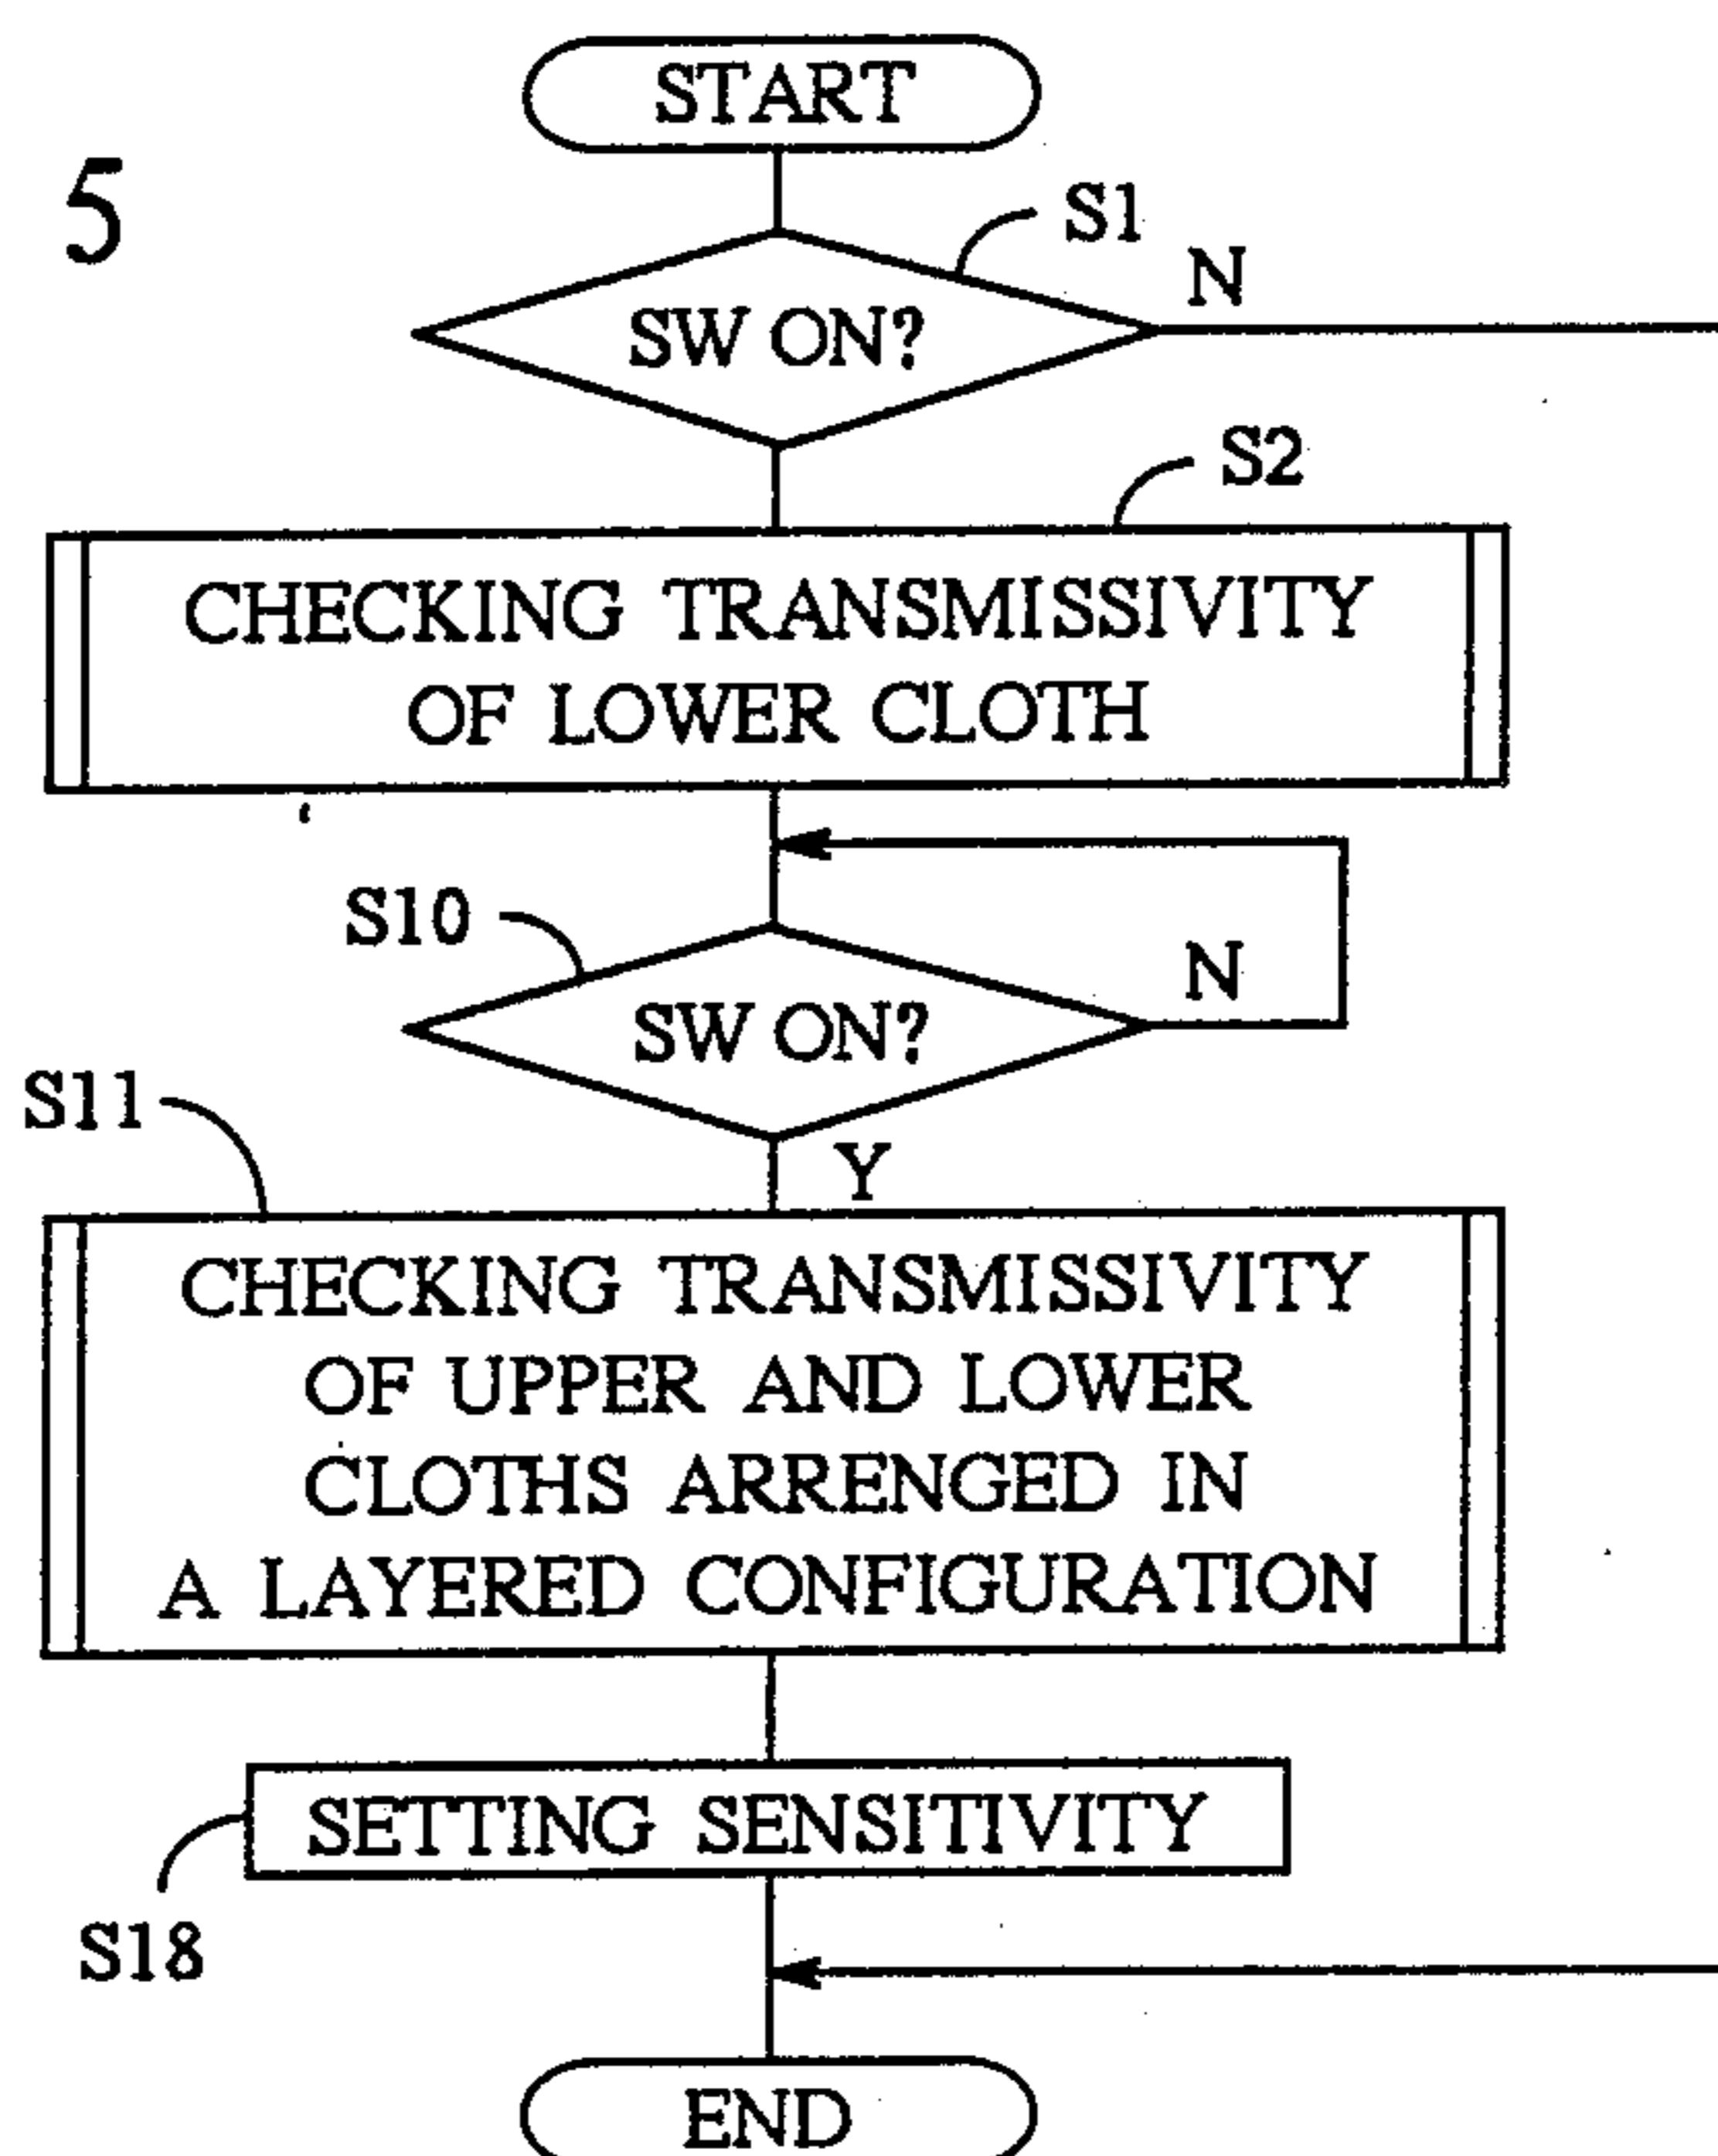 START
5
S1
N
SW ON?
S2
CHECKING TRANSMISSIVITY
OF LOWER CLOTH
S10
N
SW ON?
S11
Y
CHECKING TRANSMISSIVITY
OF UPPER AND LOWER
CLOTHS ARRENGED IN
A LAYERED CONFIGURATION
SETTING SENSITIVITY
S18
END